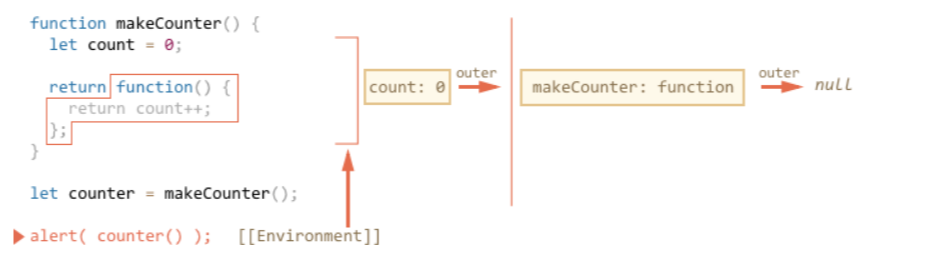 function makeCounter() {
let count = 0;
return function() {
return count++;
};
}
let counter = makeCounter();
alert( counter() );
[[Environment]]
count: 0
outer
makeCounter: function
outer
null